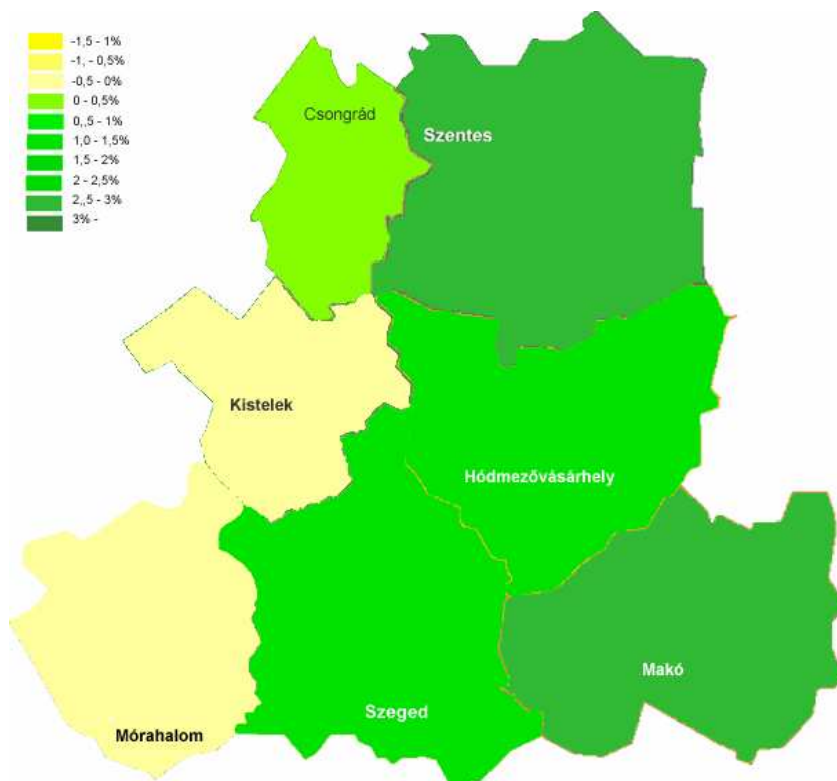 -1,5 - 1%
-1, - 0,5%
-0,5 - 0%
0 - 0,5%
0,,5 - 1%
1,0 - 1,5%
1,5 - 2%
2 - 2,5%
2,,5 - 3%
3% -
Csongrád
Szentes
Kistelek
Hódmezővásárhely
Makó
Szeged
Mórahalom